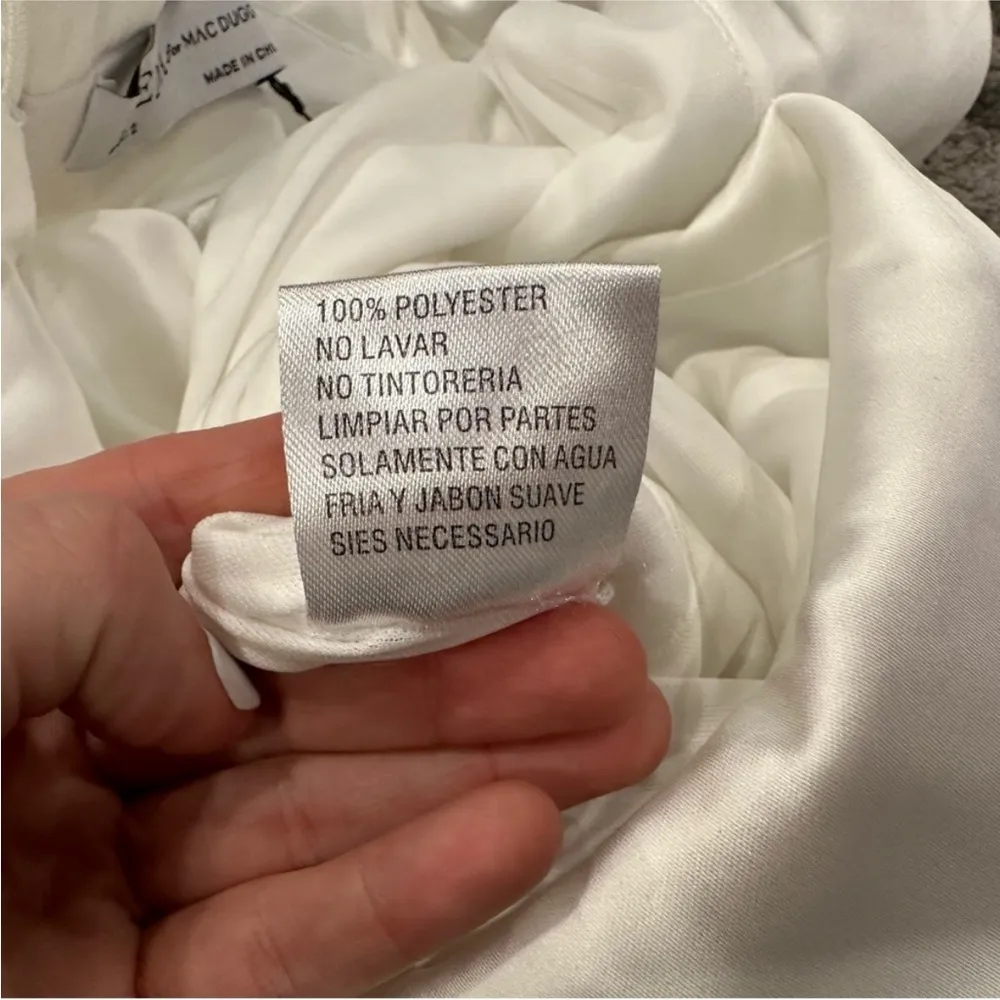 for MAC DUGG
MADE IN CHI
100% POLYESTER
NO LAVAR
NO TINTORERIA
LIMPIAR POR PARTES
SOLAMENTE CON AGUA
FRIA Y JABON SUAVE
SIES NECESSARIO